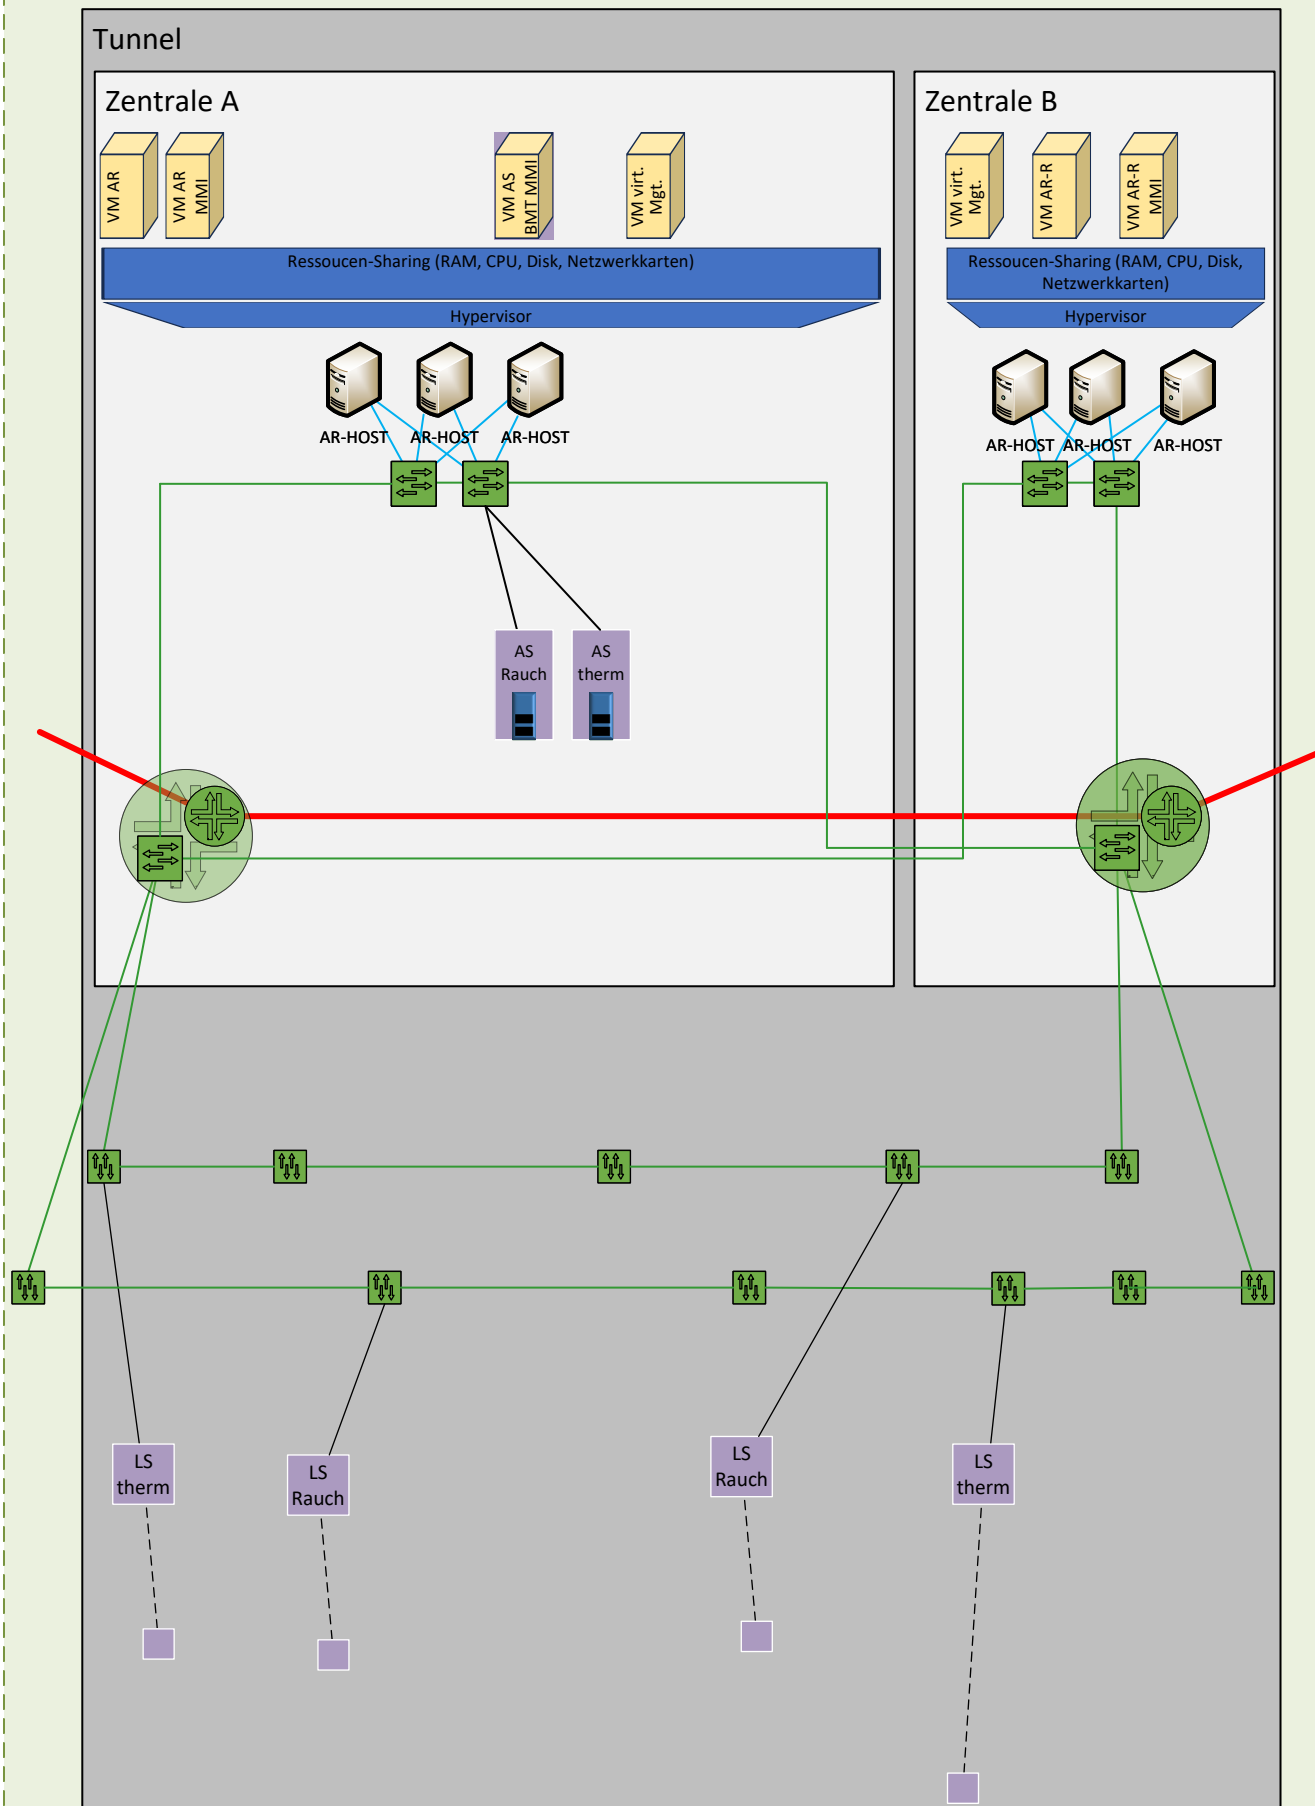 Tunnel
Zentrale A
Zentrale B
VM AR
VM AR
MMI
VM AS
BMT MMI
VM virt.
Mgt.
VM virt.
Mgt.
VM AR-R
VM AR-R
MMI
Ressoucen-Sharing (RAM, CPU, Disk, Netzwerkkarten)
Hypervisor
Ressoucen-Sharing (RAM, CPU, Disk,
Netzwerkkarten)
Hypervisor
AR-HOST
AR-HOST
AR-HOST
AR-HOST
AR-HOST
AR-HOST
AS
Rauch
AS
therm
LS
therm
LS
Rauch
LS
Rauch
LS
therm